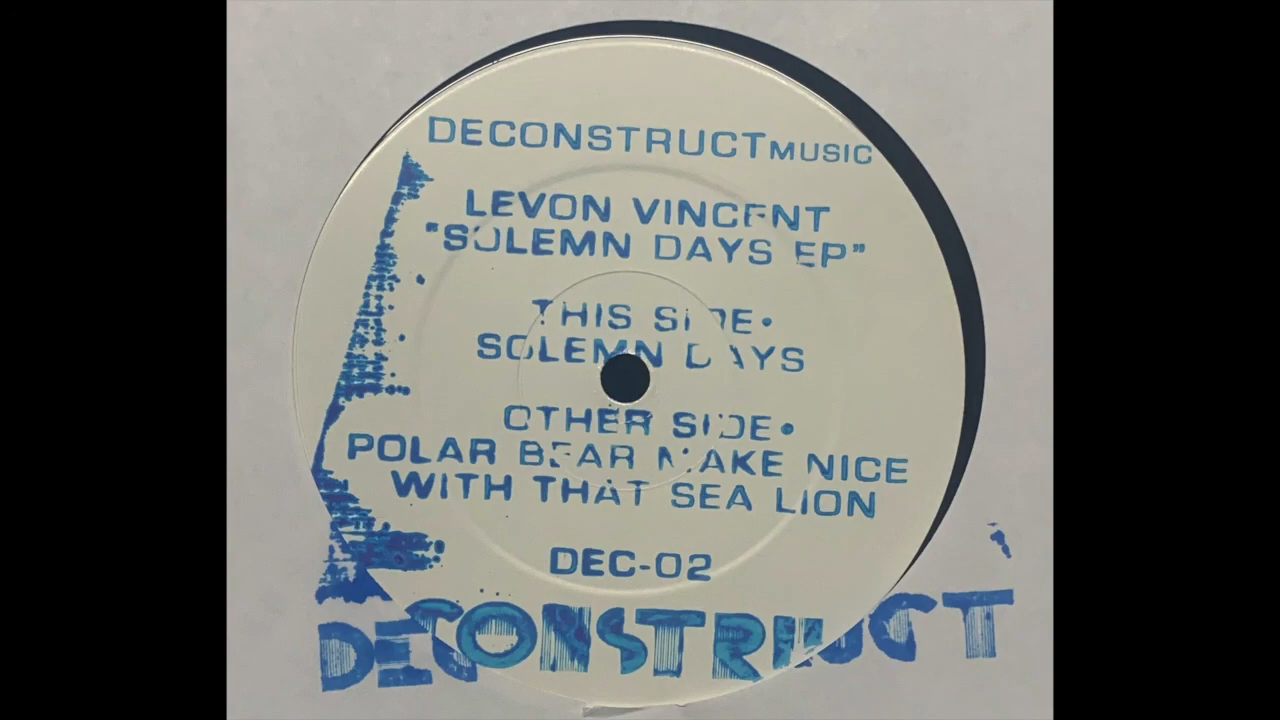 DECONSTRUCTMUSIC
LEVON VINCENT
"SOLEMN DAYS EP"
THIS SIDE•
SOLEMN DAYS
OTHER SIDE•
POLAR BEAR MAKE NICE
WITH THAT SEA LION
DEC-02
DECONSTRUCT